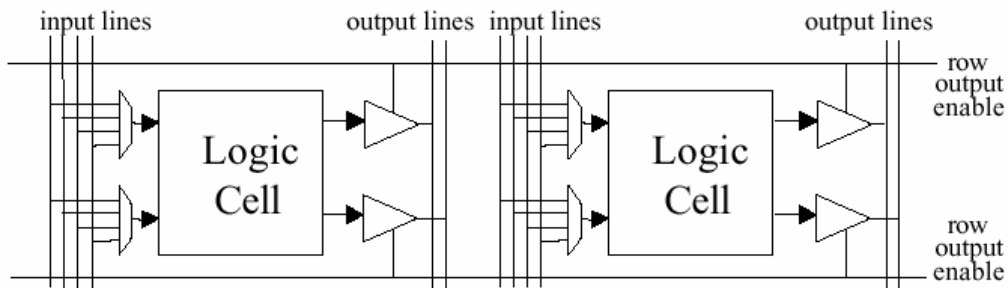 input lines
output lines
input lines
output lines
row
output
enable
Logic
Cell
Logic
Cell
row
output
enable